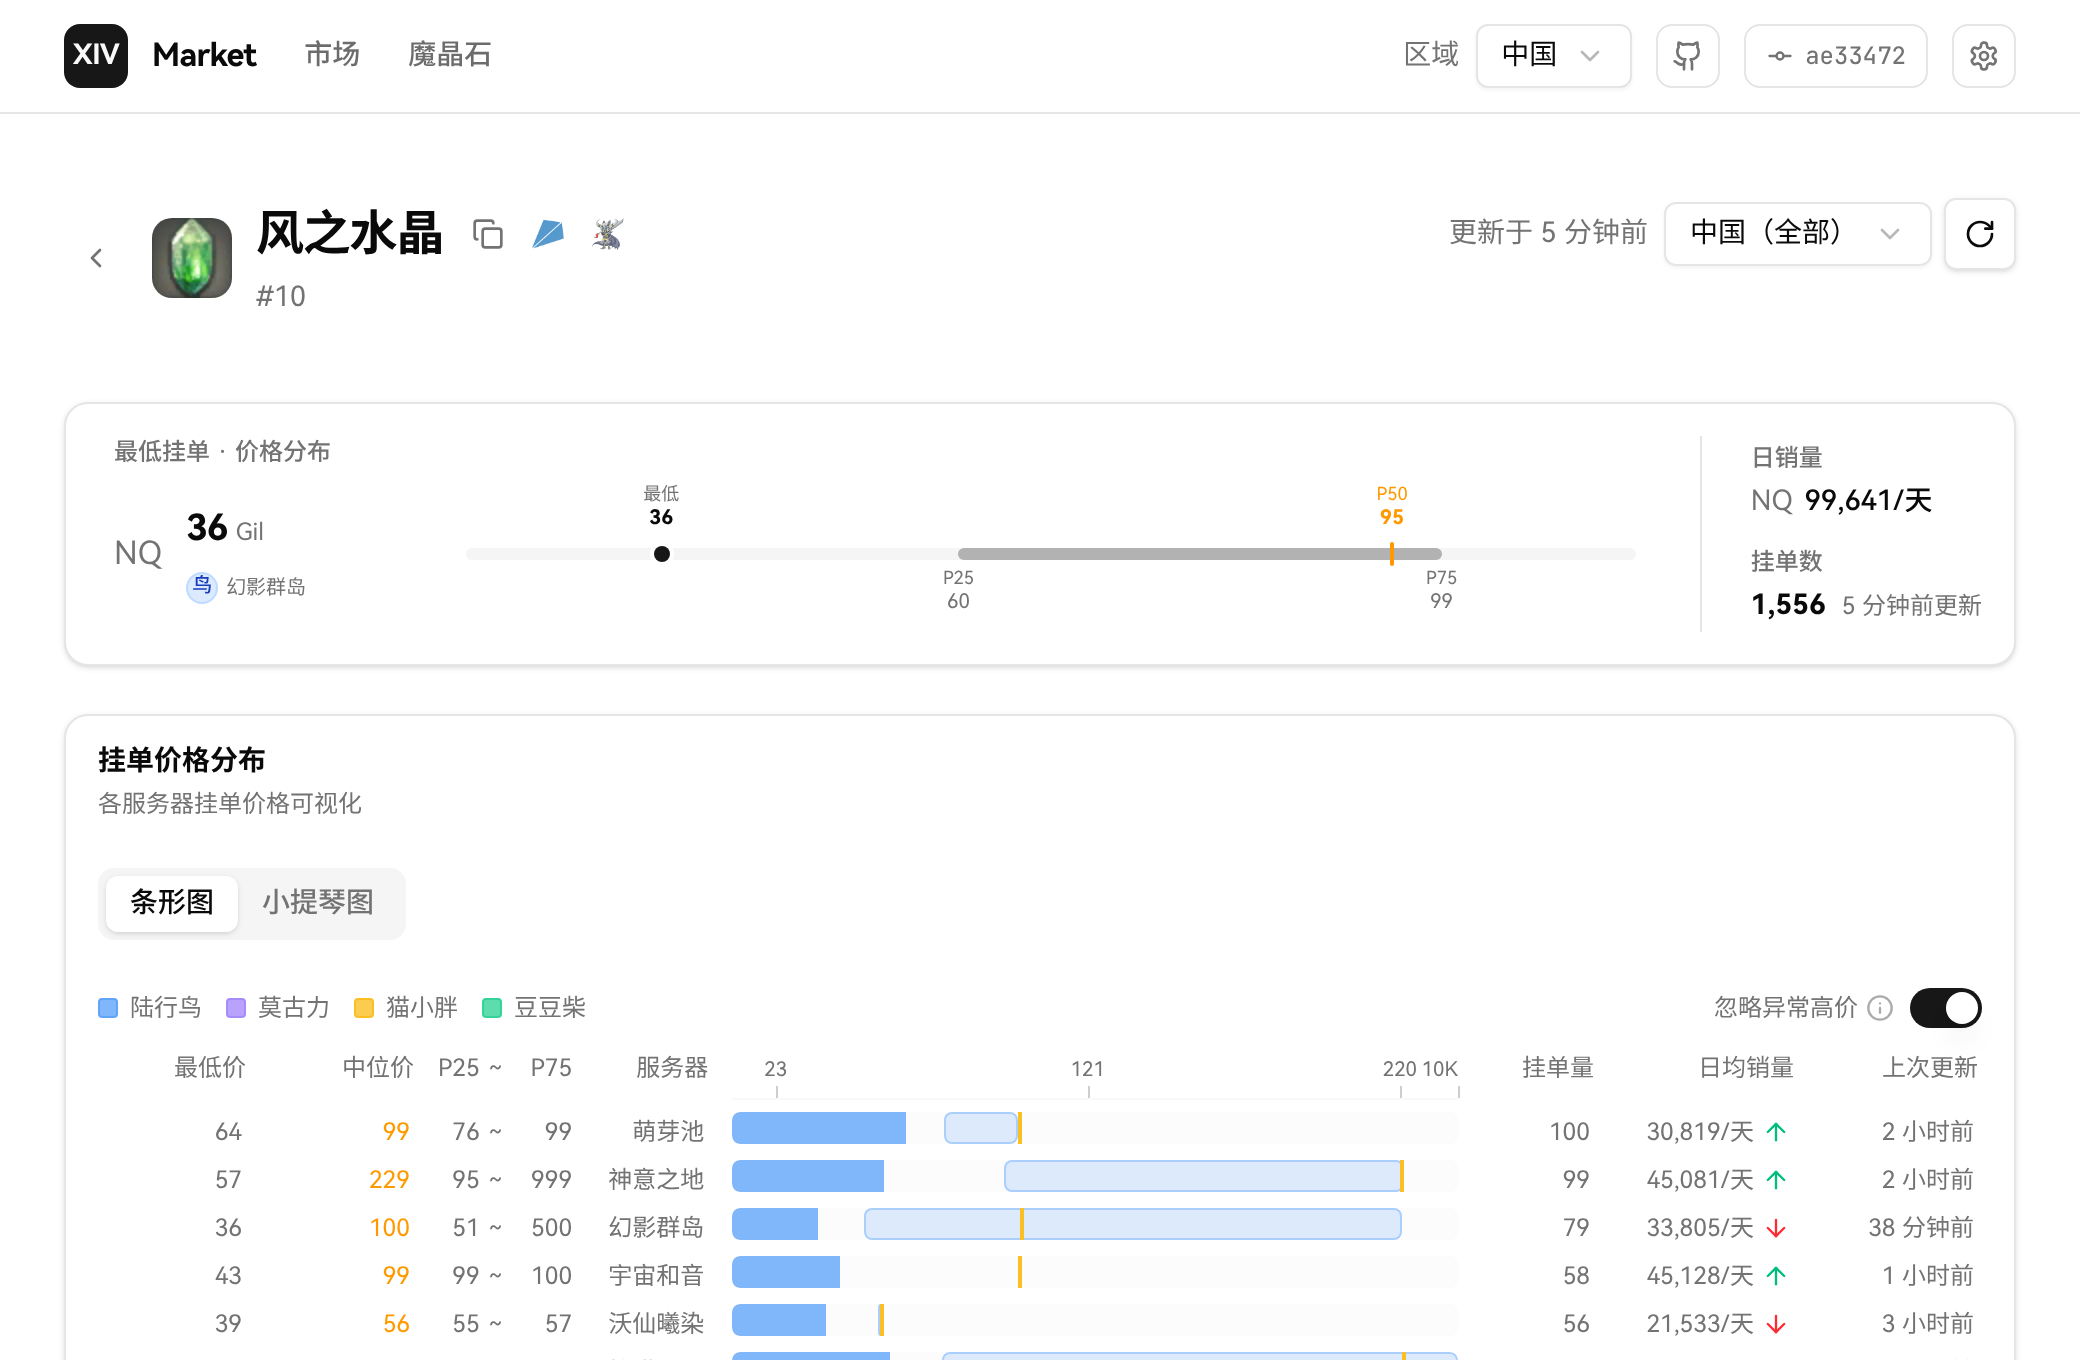 XIV Market 市场 魔晶石 区域 中国 ae33472
风之水晶
#10
更新于 5 分钟前 中国（全部）
最低挂单 · 价格分布
NQ 36 Gil
鸟 幻影群岛
最低
36
P50
95
P25
60
P75
99
日销量
NQ 99,641/天
挂单数
1,556 5 分钟前更新
挂单价格分布
各服务器挂单价格可视化
条形图 小提琴图
陆行鸟 莫古力 猫小胖 豆豆柴 忽略异常高价
最低价 中位价 P25 ~ P75 服务器 23 121 220 10K 挂单量 日均销量 上次更新
64 99 76 ~ 99 萌芽池 100 30,819/天 2 小时前
57 229 95 ~ 999 神意之地 99 45,081/天 2 小时前
36 100 51 ~ 500 幻影群岛 79 33,805/天 38 分钟前
43 99 99 ~ 100 宇宙和音 58 45,128/天 1 小时前
39 56 55 ~ 57 沃仙曦染 56 21,533/天 3 小时前